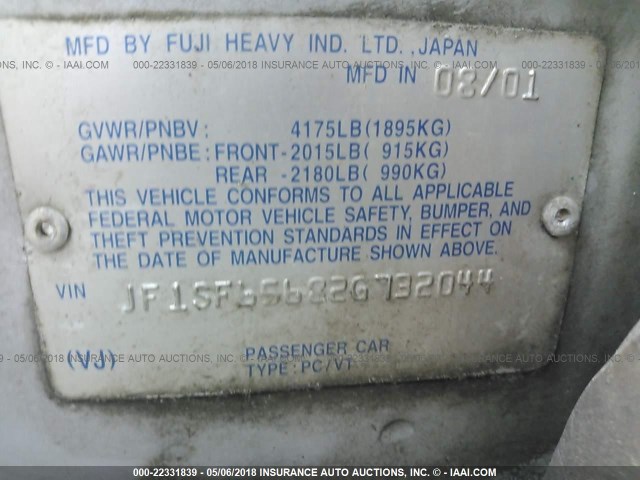 MFD BY FUJI HEAVY IND. LTD., JAPAN
MFD IN 08/01
GVWR/PNBV: 4175LB(1895KG)
GAWR/PNBE: FRONT-2015LB( 915KG)
REAR -2180LB( 990KG)
THIS VEHICLE CONFORMS TO ALL APPLICABLE
FEDERAL MOTOR VEHICLE SAFETY, BUMPER, AND
THEFT PREVENTION STANDARDS IN EFFECT ON
THE DATE OF MANUFACTURE SHOWN ABOVE.
VIN JF1SF65682G732044
(VJ) PASSENGER CAR
TYPE: PC/VT
000-22331839 - 05/06/2018 INSURANCE AUTO AUCTIONS, INC. - IAAI.COM